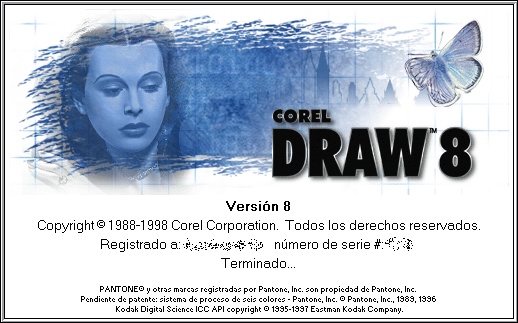 COREL
DRAW™ 8
Versión 8
Copyright © 1988-1998 Corel Corporation. Todos los derechos reservados.
Registrado a: número de serie #:
Terminado...
PANTONE® y otras marcas registradas por Pantone, Inc. son propiedad de Pantone, Inc.
Pendiente de patente: sistema de proceso de seis colores - Pantone, Inc. © Pantone, Inc., 1989, 1996
Kodak Digital Science ICC API copyright © 1995-1997 Eastman Kodak Company.